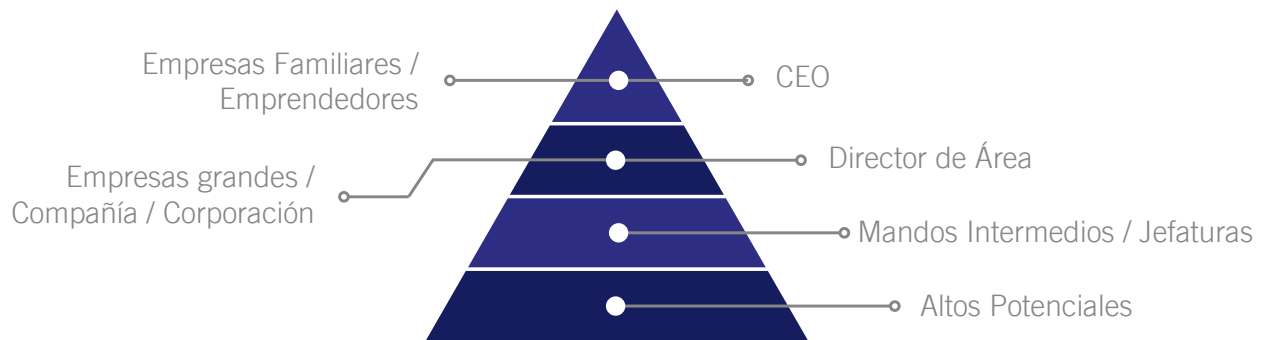 Empresas Familiares /
Emprendedores
CEO
Empresas grandes /
Compañía / Corporación
Director de Área
Mandos Intermedios / Jefaturas
Altos Potenciales